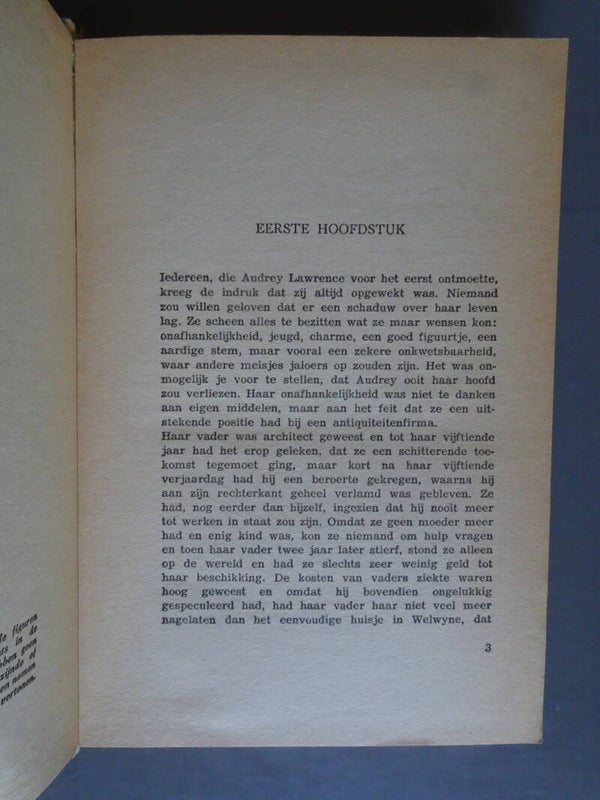 EERSTE HOOFDSTUK
Iedereen, die Audrey Lawrence voor het eerst ontmoette,
kreeg de indruk dat zij altijd opgewekt was. Niemand
zou willen geloven dat er een schaduw over haar leven
lag. Ze scheen alles te bezitten wat ze maar wensen kon:
onafhankelijkheid, jeugd, charme, een goed figuurtje, een
aardige stem, maar vooral een zekere onkwetsbaarheid,
waar andere meisjes jaloers op zouden zijn. Het was on-
mogelijk je voor te stellen, dat Audrey ooit haar hoofd
zou verliezen. Haar onafhankelijkheid was niet te danken
aan eigen middelen, maar aan het feit dat ze een uit-
stekende positie had bij een antiquiteitenfirma.
Haar vader was architect geweest en tot haar vijftiende
jaar had het erop geleken, dat ze een schitterende toe-
komst tegemoet ging, maar kort na haar vijftiende
verjaardag had hij een beroerte gekregen, waarna hij
aan zijn rechterkant geheel verlamd was gebleven. Ze
had, nog eerder dan hijzelf, ingezien dat hij nooit meer
tot werken in staat zou zijn. Omdat ze geen moeder meer
had en enig kind was, kon ze niemand om hulp vragen
en toen haar vader twee jaar later stierf, stond ze alleen
op de wereld en had ze slechts zeer weinig geld tot
haar beschikking. De kosten van vaders ziekte waren
hoog geweest en omdat hij bovendien ongelukkig
gespeculeerd had, had haar vader haar niet veel meer
nagelaten dan het eenvoudige huisje in Welwyne, dat
3
figuren
in de
geen
zijnde of
namen
vertonen.